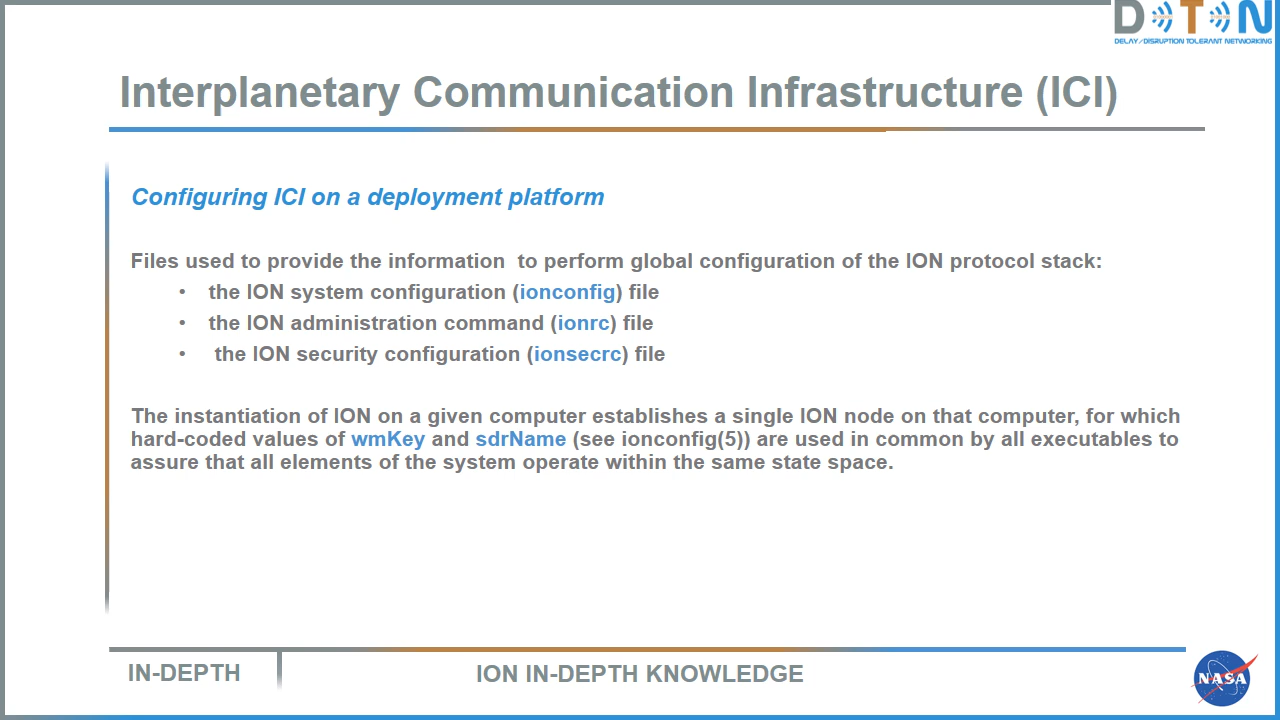 D T N
DELAY/DISRUPTION TOLERANT NETWORKING
Interplanetary Communication Infrastructure (ICI)
Configuring ICI on a deployment platform
Files used to provide the information  to perform global configuration of the ION protocol stack:
• the ION system configuration (ionconfig) file
• the ION administration command (ionrc) file
• the ION security configuration (ionsecrc) file
The instantiation of ION on a given computer establishes a single ION node on that computer, for which
hard-coded values of wmKey and sdrName (see ionconfig(5)) are used in common by all executables to
assure that all elements of the system operate within the same state space.
IN-DEPTH
ION IN-DEPTH KNOWLEDGE
NASA